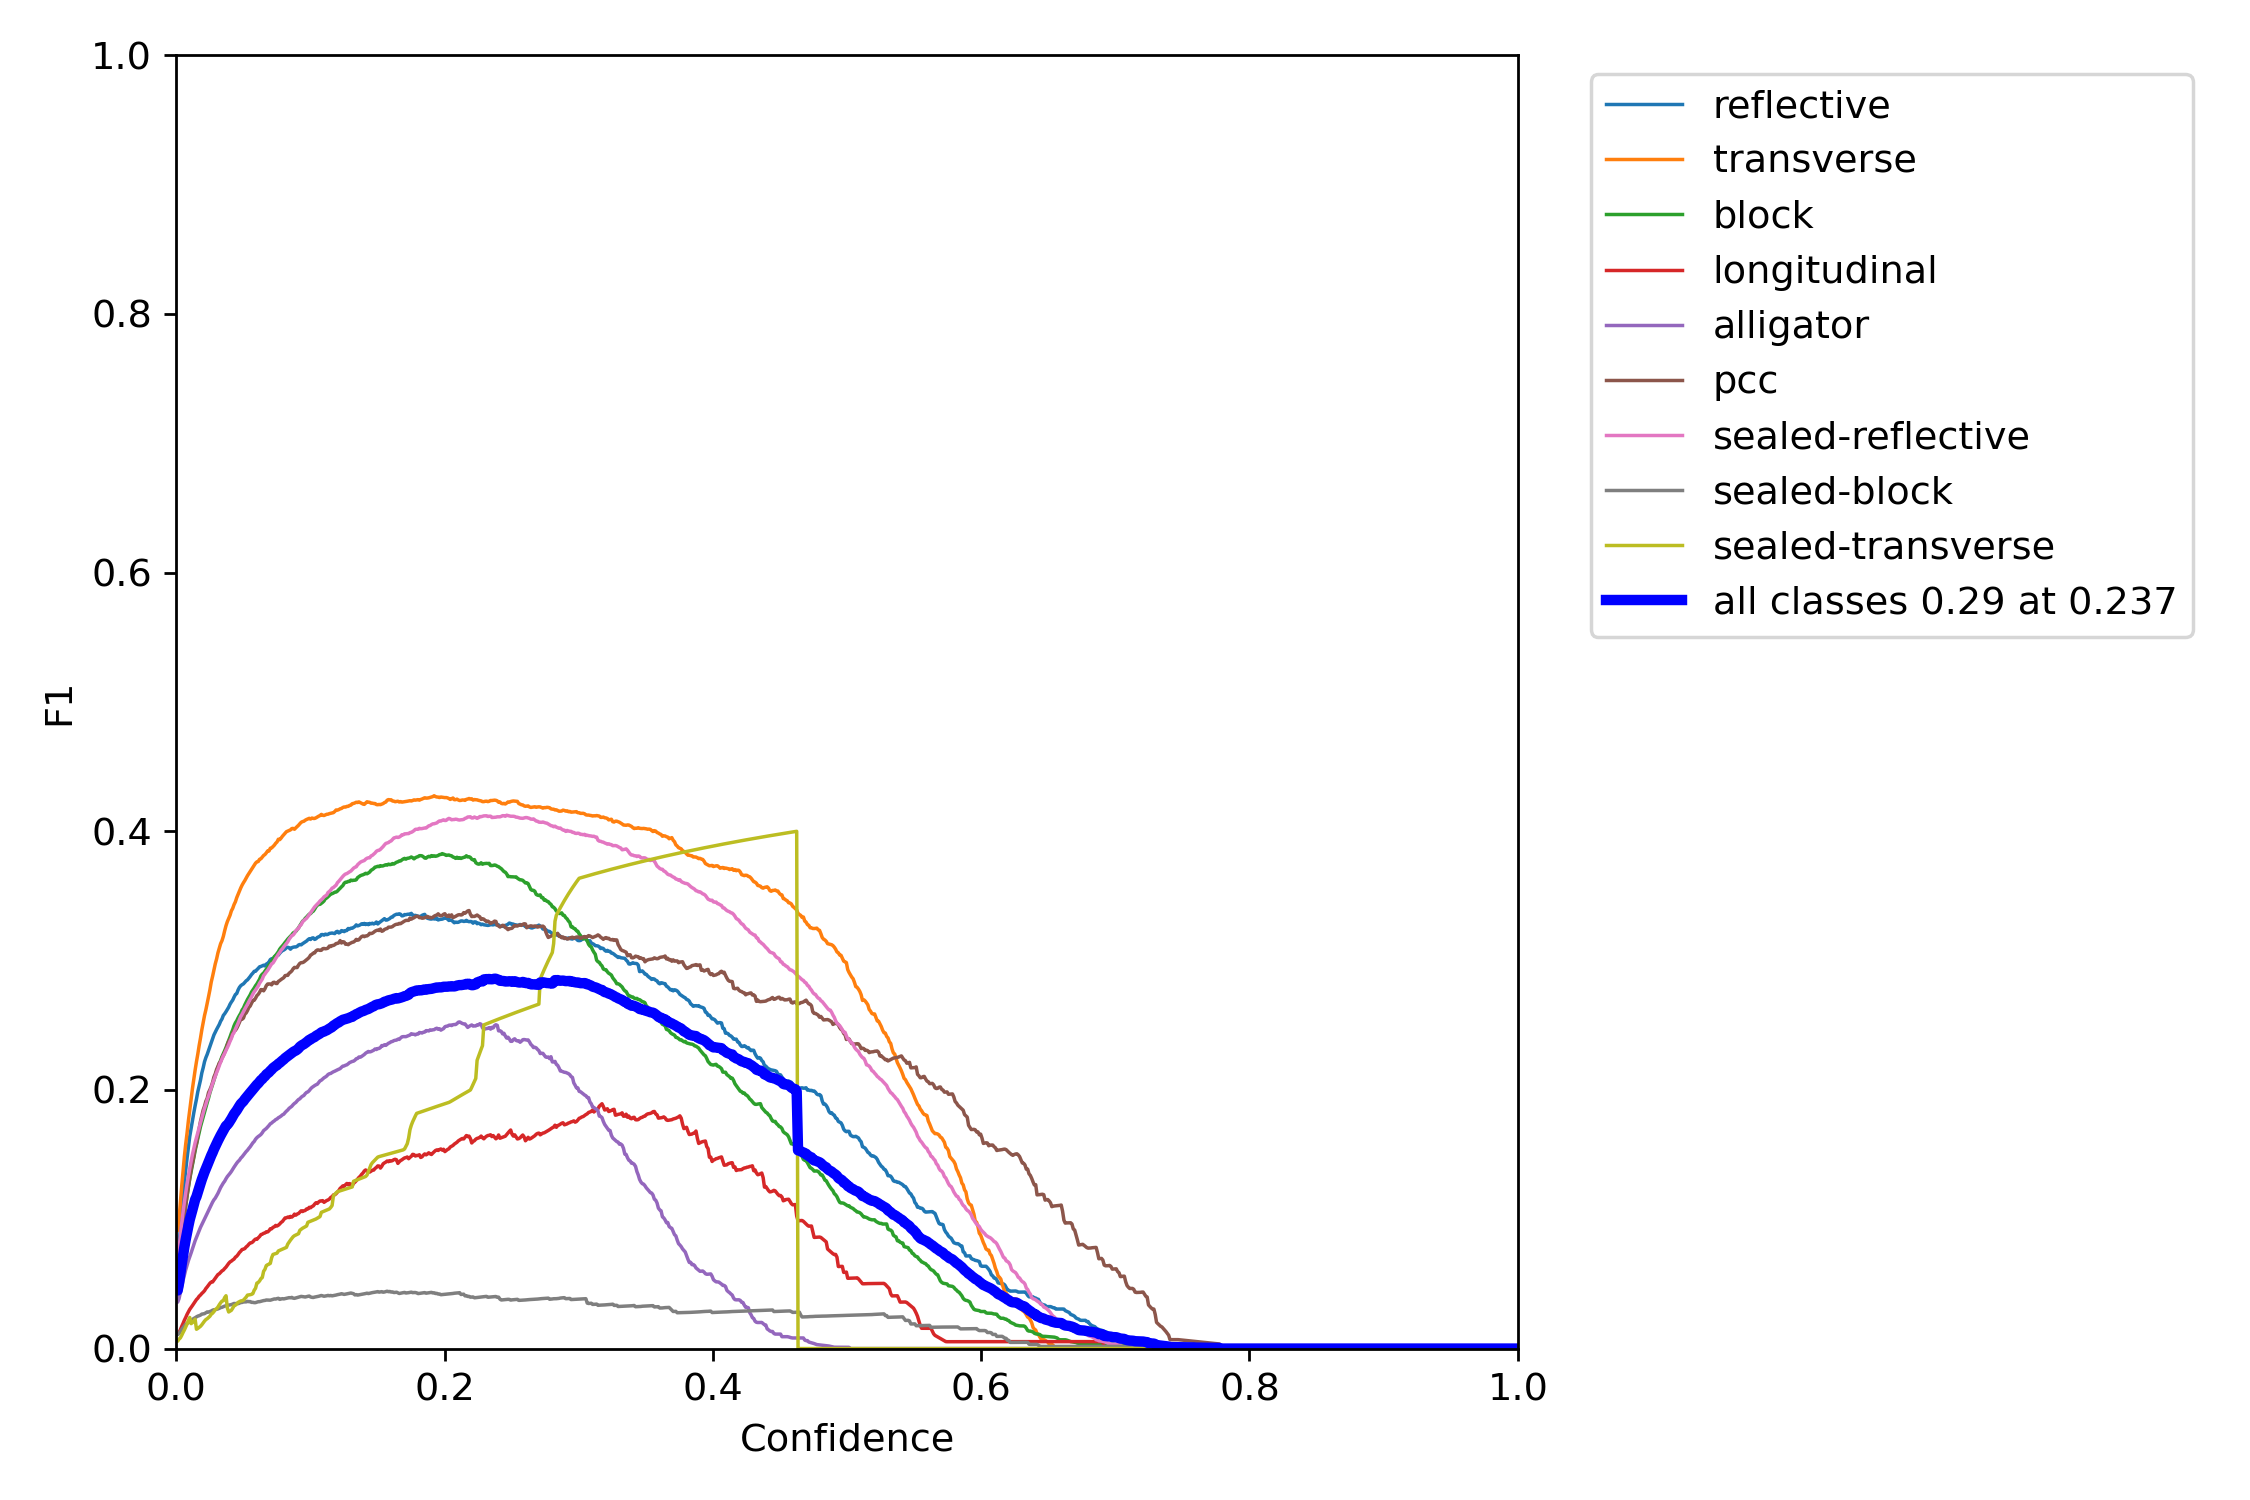 1.0
0.8
0.6
0.4
0.2
0.0
F1
0.0 0.2 0.4 0.6 0.8 1.0
Confidence
reflective
transverse
block
longitudinal
alligator
pcc
sealed-reflective
sealed-block
sealed-transverse
all classes 0.29 at 0.237